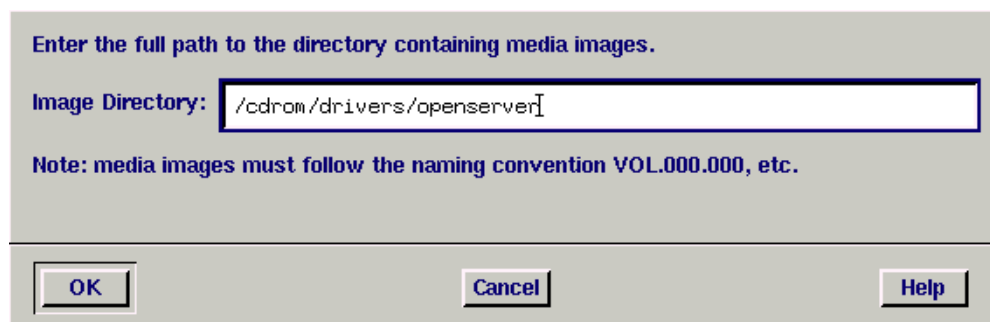 Enter the full path to the directory containing media images.
Image Directory: /cdrom/drivers/openserver
Note: media images must follow the naming convention VOL.000.000, etc.
OK Cancel Help